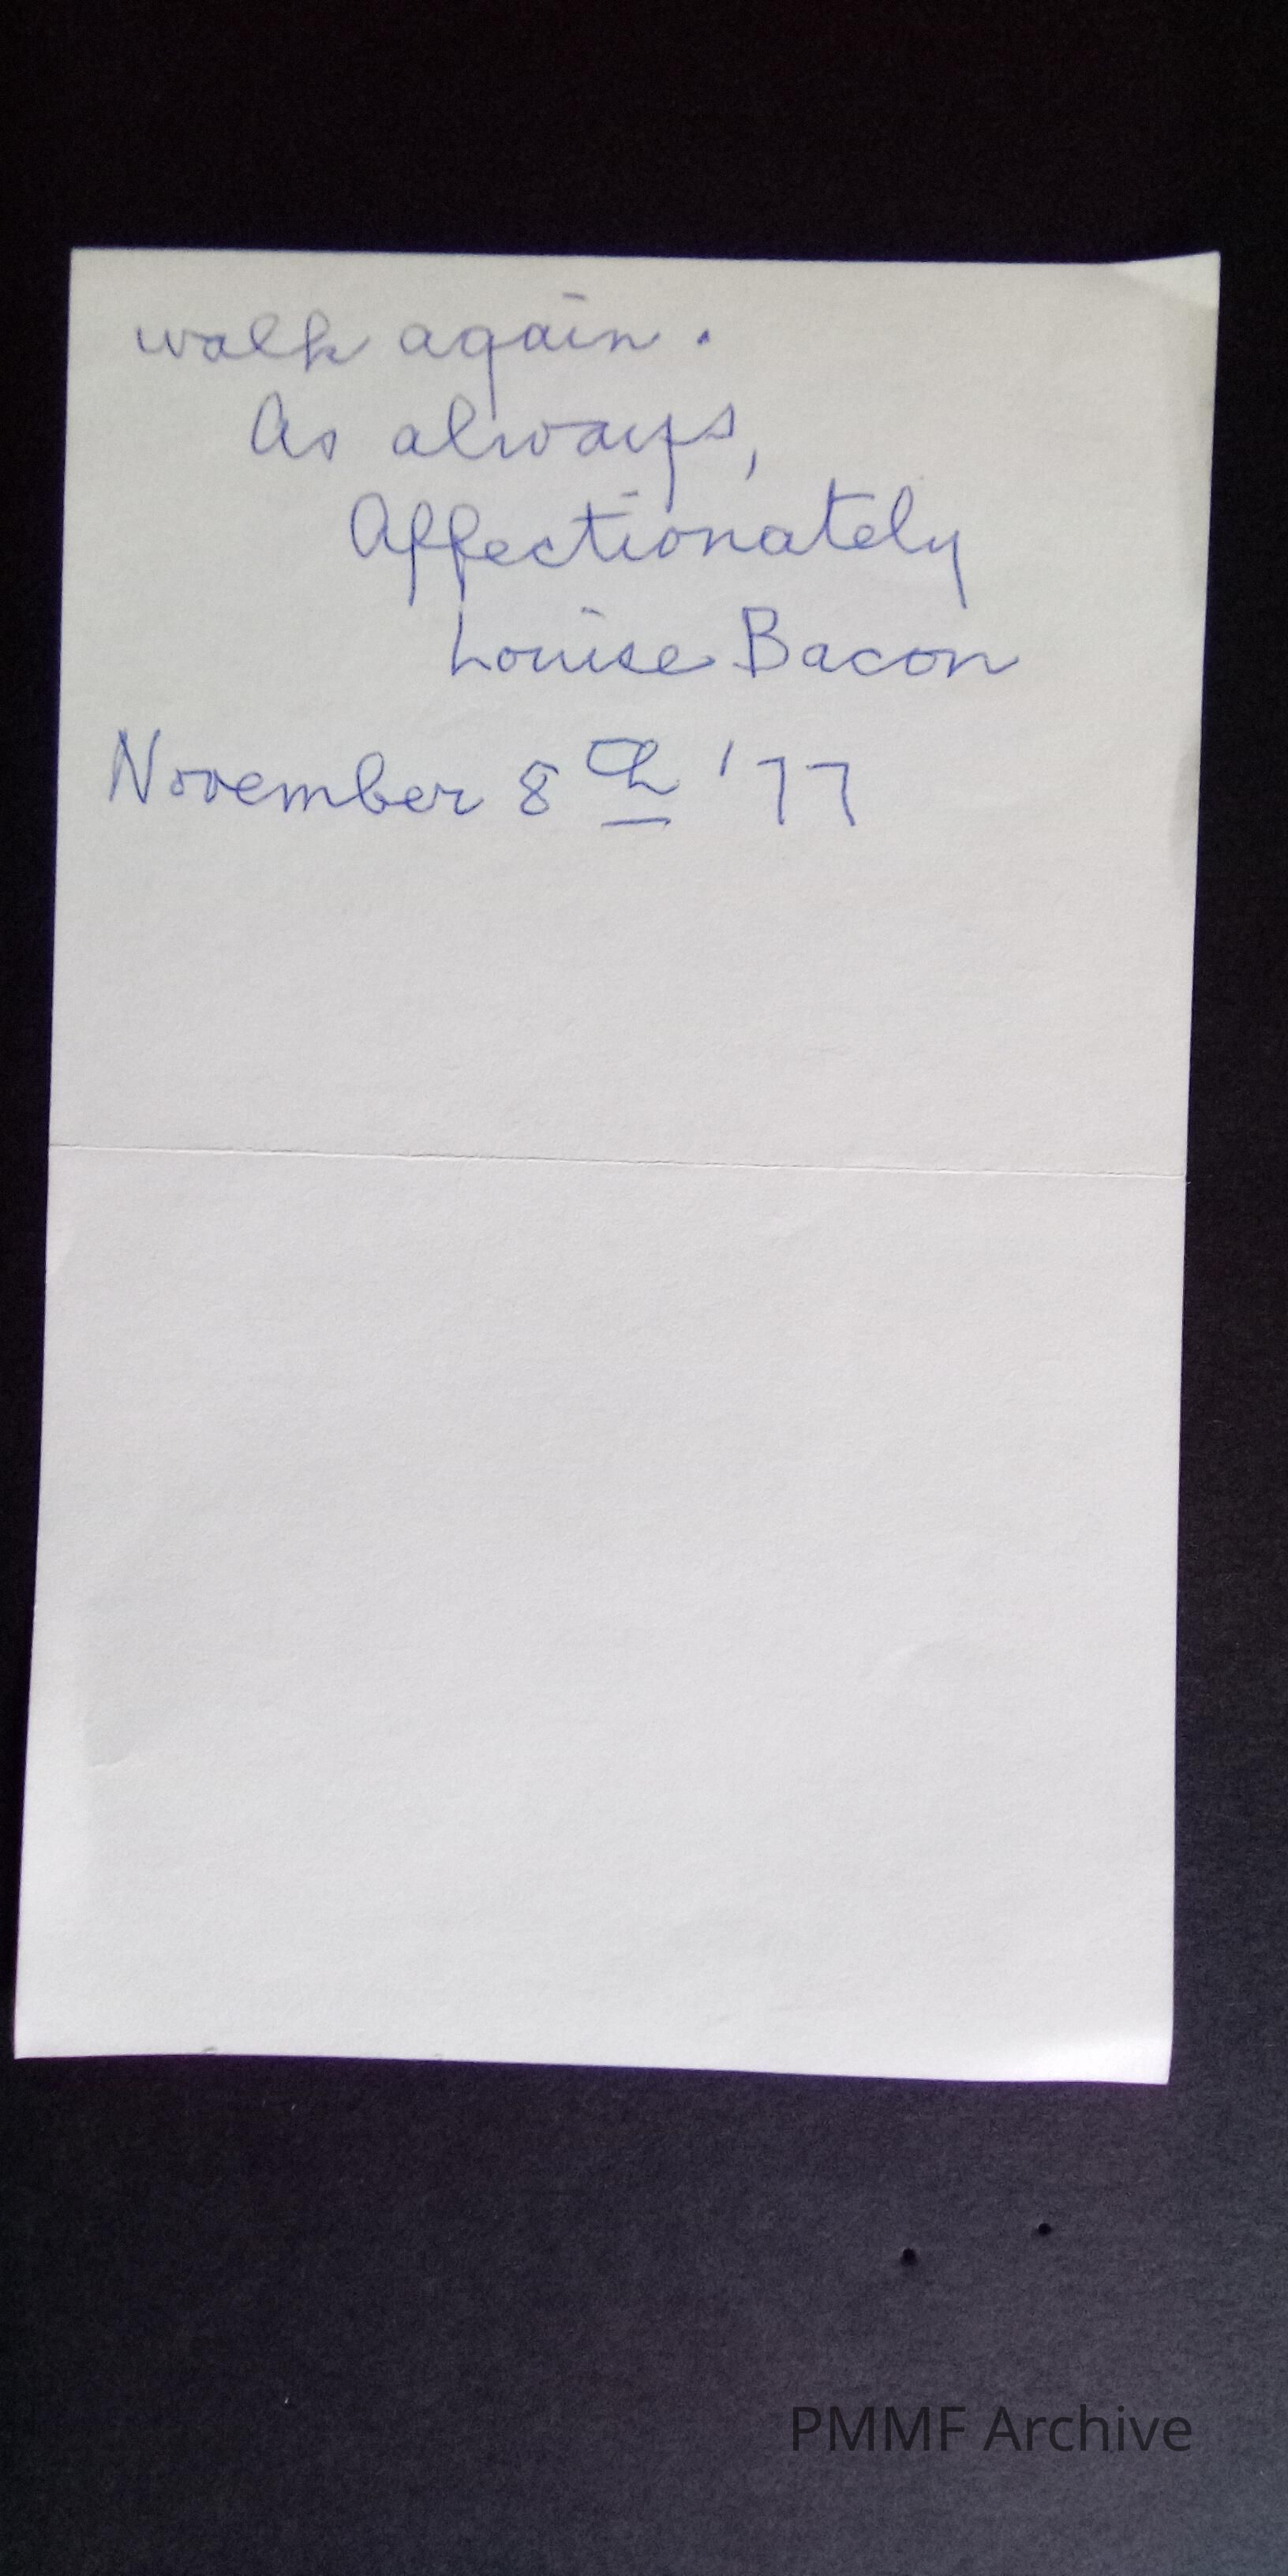 walk again.
As always,
Affectionately
Louise Bacon
November 8th '77
PMMF Archive